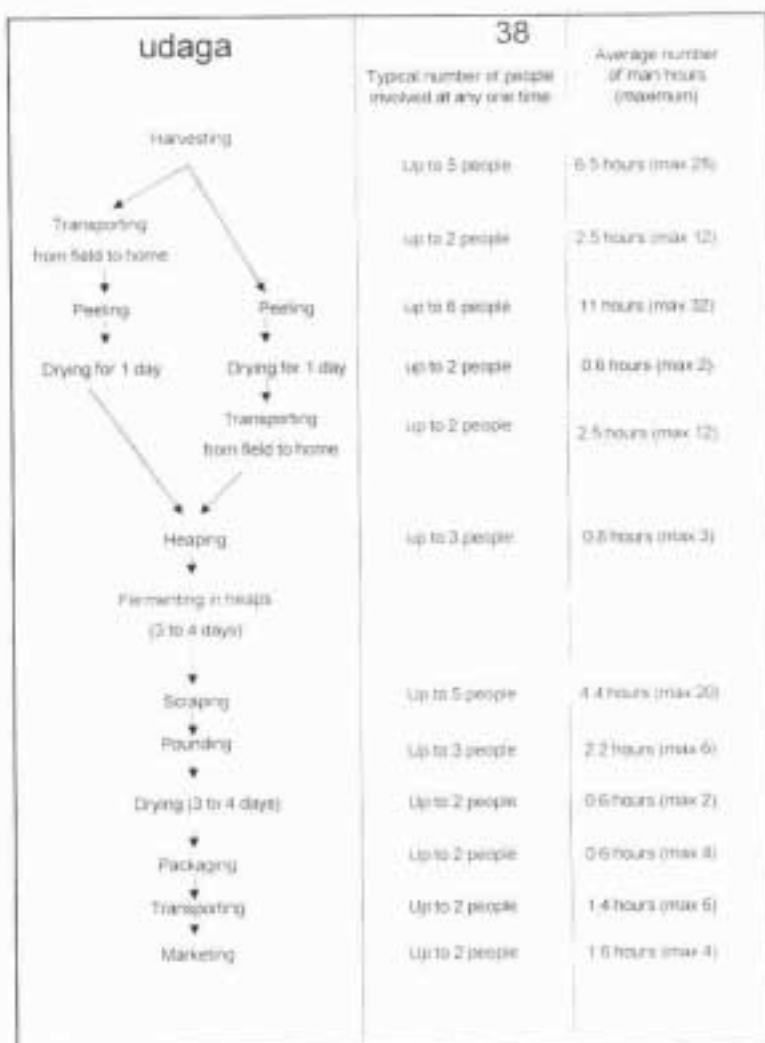 udaga
38
Typical number of people
involved at any one time
Average number
of man hours
(maximum)
Harvesting
Up to 5 people
6.5 hours (max 28)
Transporting
from field to home
up to 2 people
2.5 hours (max 12)
Peeling
Peeling
up to 6 people
11 hours (max 32)
Drying for 1 day
Drying for 1 day
up to 2 people
0.6 hours (max 2)
Transporting
from field to home
up to 2 people
2.5 hours (max 12)
Heaping
up to 3 people
0.8 hours (max 3)
Fermenting in heaps
(3 to 4 days)
Scraping
Up to 5 people
4.4 hours (max 20)
Pounding
Up to 3 people
2.2 hours (max 6)
Drying (3 to 4 days)
Up to 2 people
0.6 hours (max 2)
Packaging
Up to 2 people
0.6 hours (max 4)
Transporting
Up to 2 people
1.4 hours (max 6)
Marketing
Up to 2 people
1.6 hours (max 4)